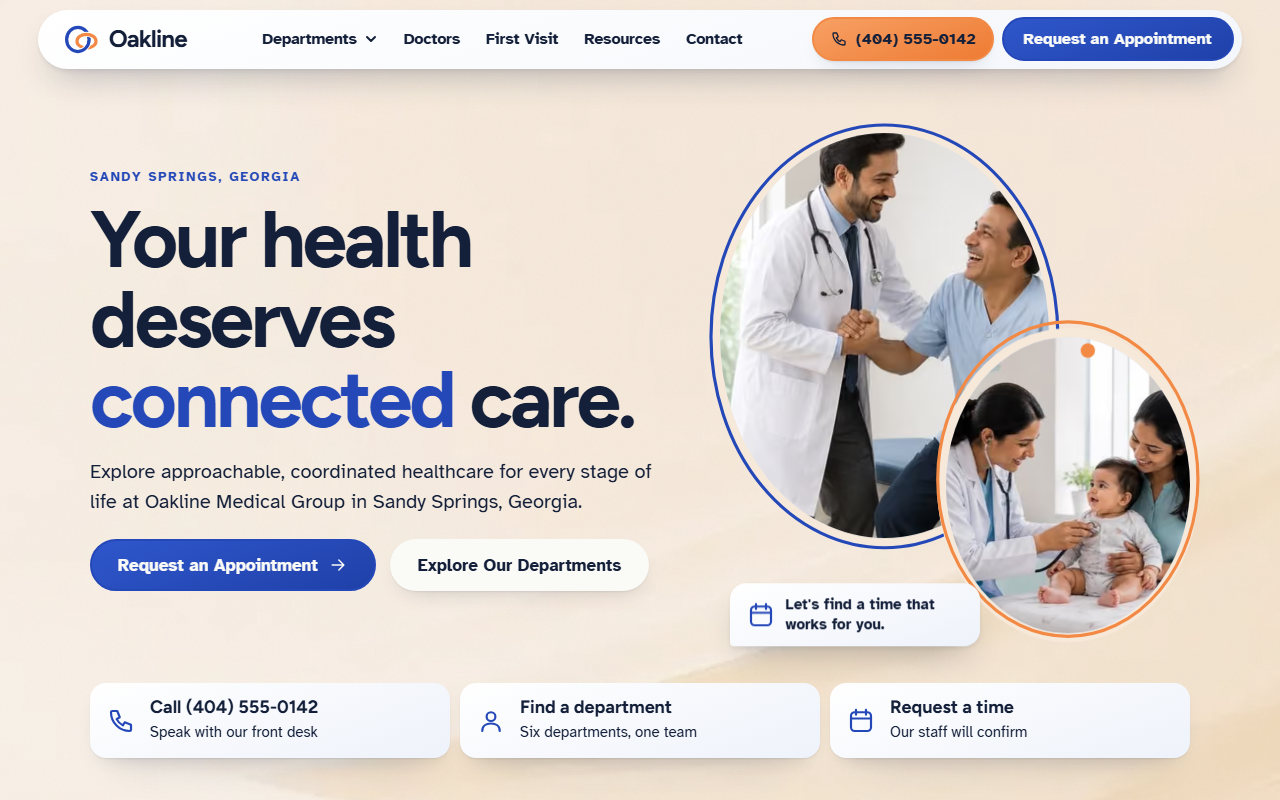 Oakline
Departments
Doctors
First Visit
Resources
Contact
(404) 555-0142
Request an Appointment
SANDY SPRINGS, GEORGIA
Your health
deserves
connected care.
Explore approachable, coordinated healthcare for every stage of
life at Oakline Medical Group in Sandy Springs, Georgia.
Request an Appointment
Explore Our Departments
Let's find a time that
works for you.
Call (404) 555-0142
Speak with our front desk
Find a department
Six departments, one team
Request a time
Our staff will confirm